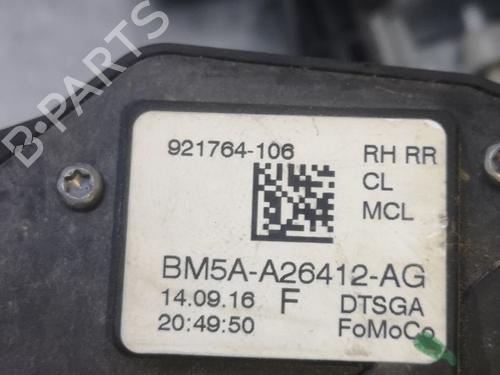 B-PARTS
921764-106 RH RR
CL
MCL
BM5A-A26412-AG
14.09.16 F DTSGA
20:49:50 FoMoCo